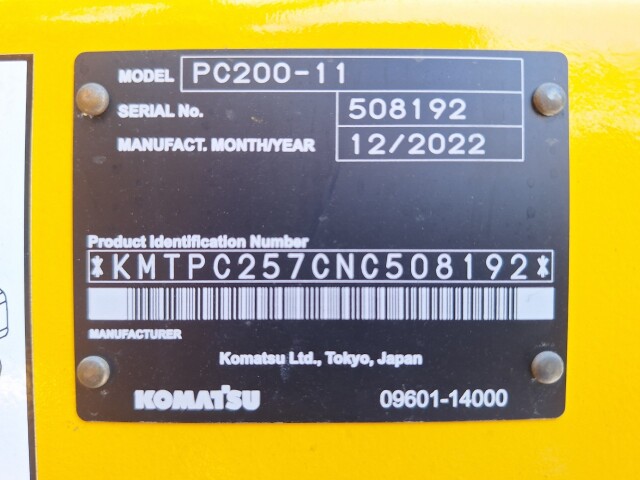 MODEL PC200-11
SERIAL No. 508192
MANUFACT. MONTH/YEAR 12/2022
Product Identification Number
*KMTPC257CNC508192*
MANUFACTURER
Komatsu Ltd., Tokyo, Japan
KOMATSU 09601-14000